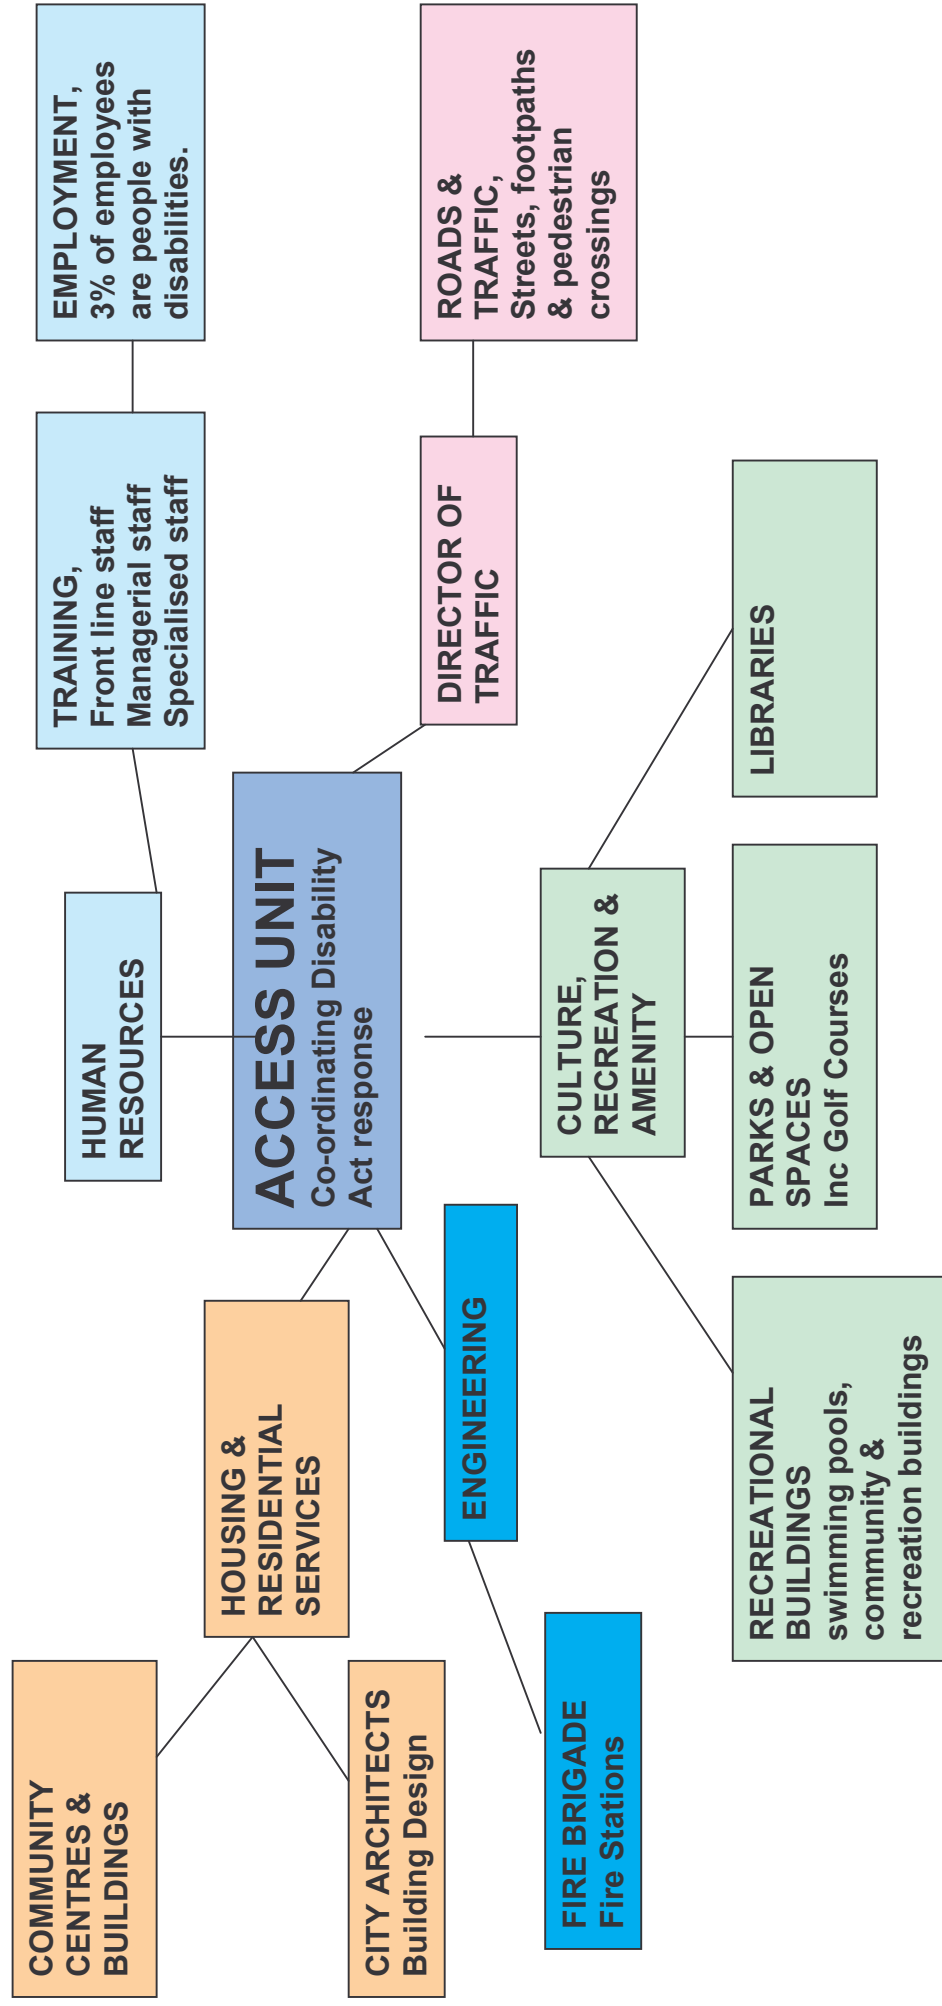 COMMUNITY
CENTRES &
BUILDINGS
HUMAN
RESOURCES
TRAINING,
Front line staff
Managerial staff
Specialised staff
EMPLOYMENT,
3% of employees
are people with
disabilities.
HOUSING &
RESIDENTIAL
SERVICES
ACCESS UNIT
Co-ordinating Disability
Act response
CITY ARCHITECTS
Building Design
ENGINEERING
DIRECTOR OF
TRAFFIC
ROADS &
TRAFFIC,
Streets, footpaths
& pedestrian
crossings
FIRE BRIGADE
Fire Stations
CULTURE,
RECREATION &
AMENITY
RECREATIONAL
BUILDINGS
swimming pools,
community &
recreation buildings
PARKS & OPEN
SPACES
Inc Golf Courses
LIBRARIES